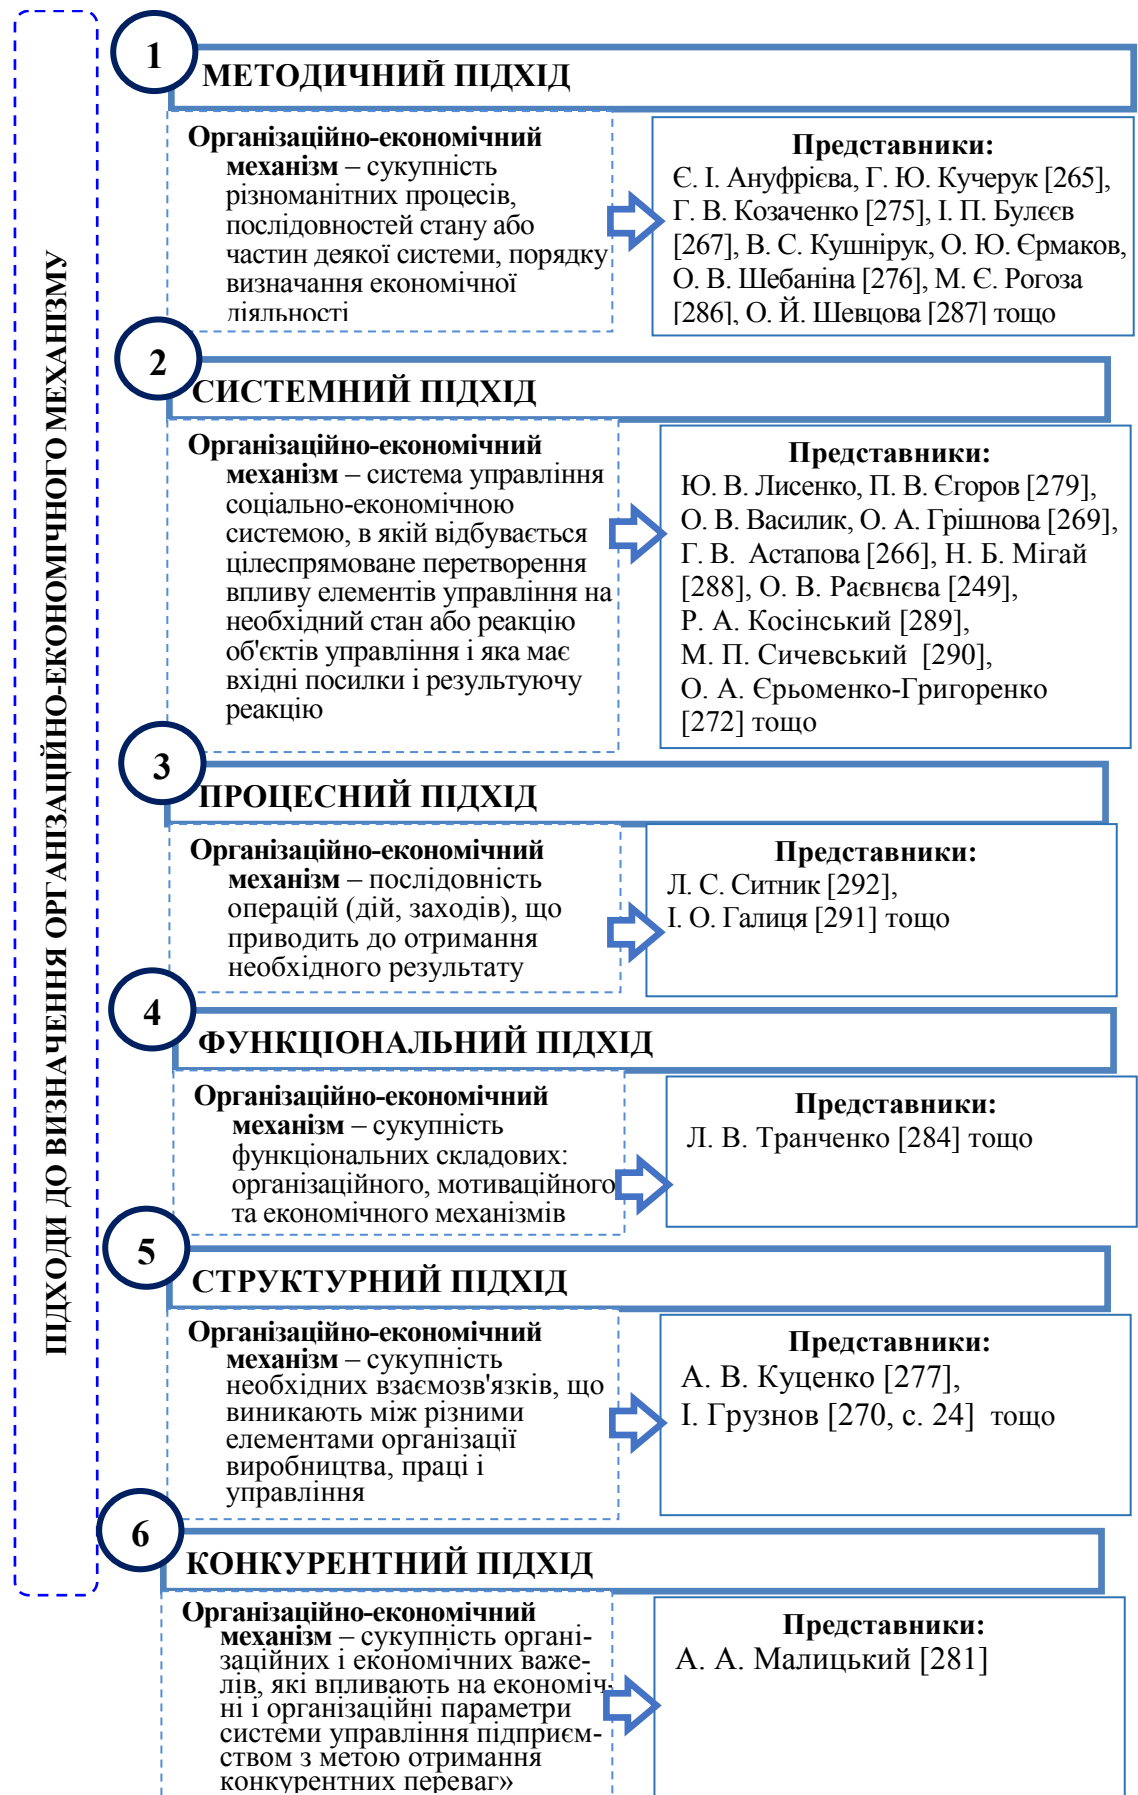 ПІДХОДИ ДО ВИЗНАЧЕННЯ ОРГАНІЗАЦІЙНО-ЕКОНОМІЧНОГО МЕХАНІЗМУ
1
МЕТОДИЧНИЙ ПІДХІД
Організаційно-економічний
механізм – сукупність
різноманітних процесів,
послідовностей стану або
частин деякої системи, порядку
визначання економічної
діяльності
Представники:
Є. І. Ануфрієва, Г. Ю. Кучерук [265],
Г. В. Козаченко [275], І. П. Булєєв
[267], В. С. Кушнірук, О. Ю. Єрмаков,
О. В. Шебаніна [276], М. Є. Рогоза
[286], О. Й. Шевцова [287] тощо
2
СИСТЕМНИЙ ПІДХІД
Організаційно-економічний
механізм – система управління
соціально-економічною
системою, в якій відбувається
цілеспрямоване перетворення
впливу елементів управління на
необхідний стан або реакцію
об'єктів управління і яка має
вхідні посилки і результуючу
реакцію
Представники:
Ю. В. Лисенко, П. В. Єгоров [279],
О. В. Василик, О. А. Грішнова [269],
Г. В. Астапова [266], Н. Б. Мігай
[288], О. В. Раєвнєва [249],
Р. А. Косінський [289],
М. П. Сичевський [290],
О. А. Єрьоменко-Григоренко
[272] тощо
3
ПРОЦЕСНИЙ ПІДХІД
Організаційно-економічний
механізм – послідовність
операцій (дій, заходів), що
приводить до отримання
необхідного результату
Представники:
Л. С. Ситник [292],
І. О. Галиця [291] тощо
4
ФУНКЦІОНАЛЬНИЙ ПІДХІД
Організаційно-економічний
механізм – сукупність
функціональних складових:
організаційного, мотиваційного
та економічного механізмів
Представники:
Л. В. Транченко [284] тощо
5
СТРУКТУРНИЙ ПІДХІД
Організаційно-економічний
механізм – сукупність
необхідних взаємозв'язків, що
виникають між різними
елементами організації
виробництва, праці і
управління
Представники:
А. В. Куценко [277],
І. Грузнов [270, с. 24] тощо
6
КОНКУРЕНТНИЙ ПІДХІД
Організаційно-економічний
механізм – сукупність органі-
заційних і економічних важе-
лів, які впливають на економіч-
ні і організаційні параметри
системи управління підприєм-
ством з метою отримання
конкурентних переваг»
Представники:
А. А. Малицький [281]